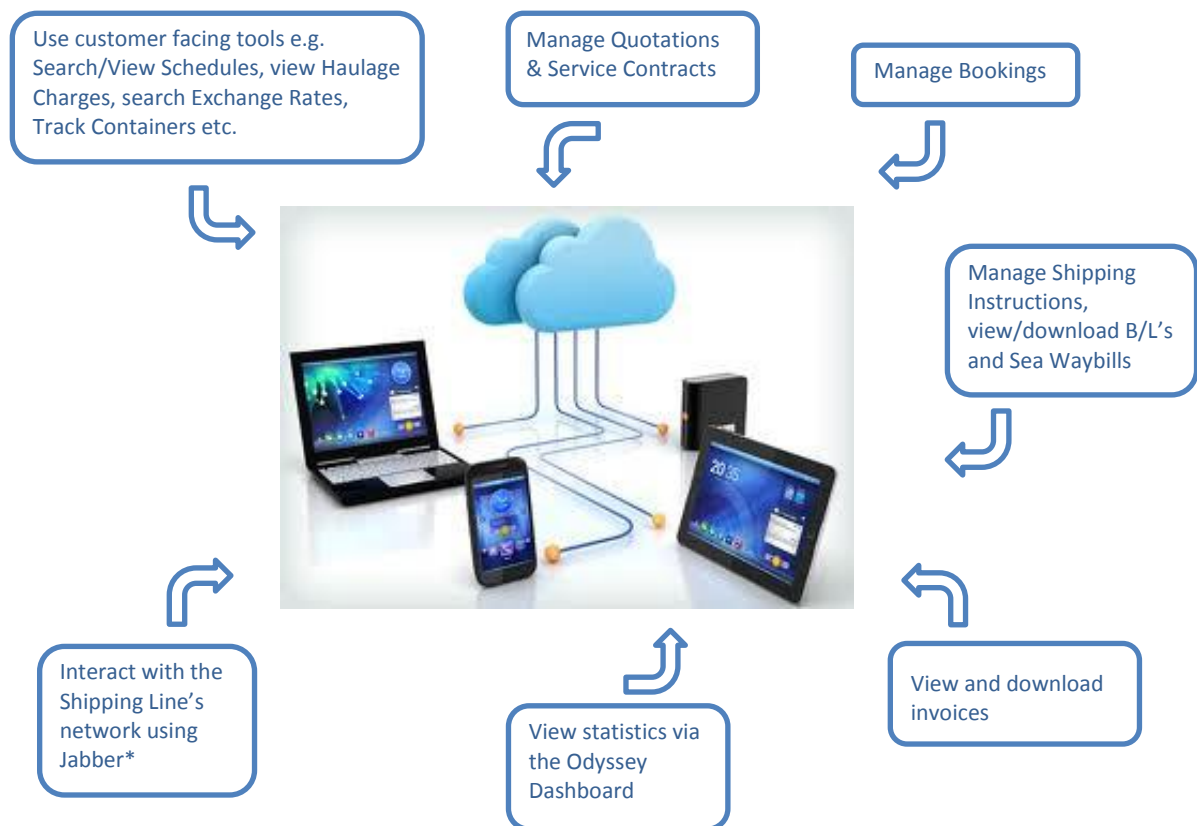 Use customer facing tools e.g.
Search/View Schedules, view Haulage
Charges, search Exchange Rates,
Track Containers etc.
Manage Quotations
& Service Contracts
Manage Bookings
Manage Shipping
Instructions,
view/download B/L's
and Sea Waybills
20:35
Interact with the
Shipping Line's
network using
Jabber*
View statistics via
the Odyssey
Dashboard
View and download
invoices